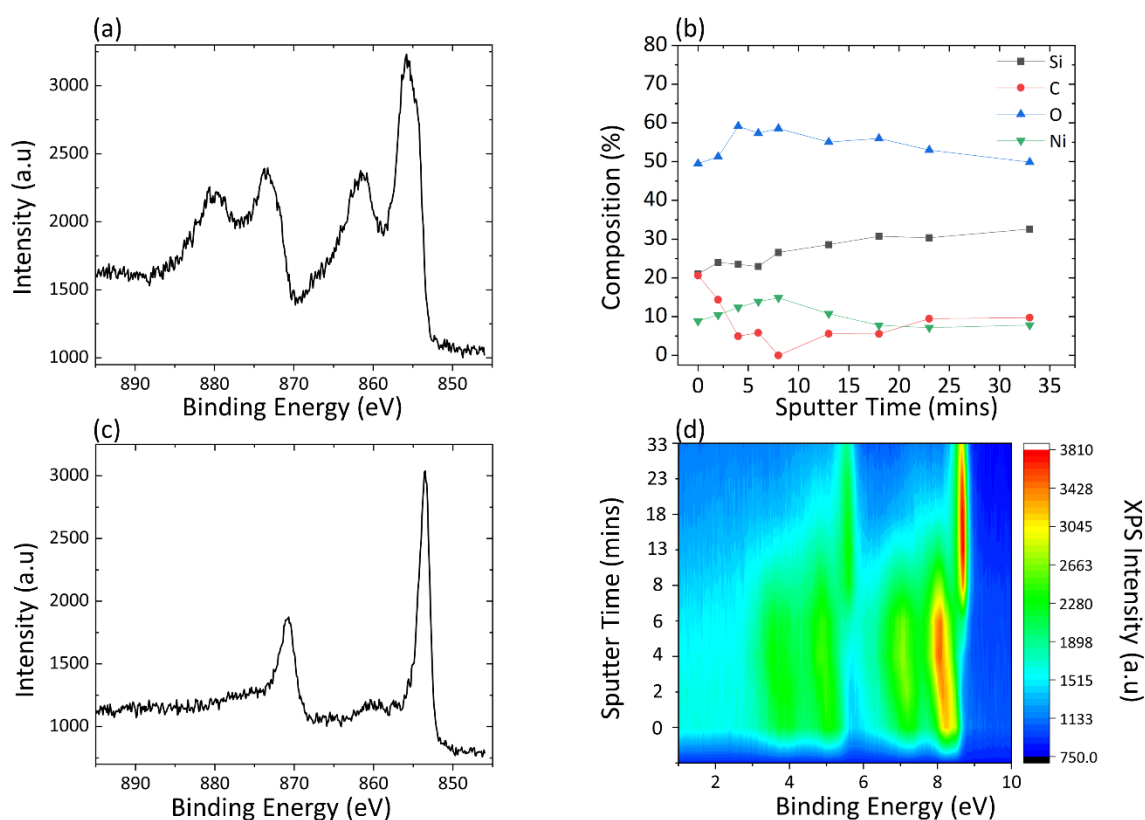 (a)
Intensity (a.u)
3000
2500
2000
1500
1000
890 880 870 860 850
Binding Energy (eV)
(b)
Composition (%)
80
70
60
50
40
30
20
10
0
0 5 10 15 20 25 30 35
Sputter Time (mins)
Si
C
O
Ni
(c)
Intensity (a.u)
3000
2500
2000
1500
1000
890 880 870 860 850
Binding Energy (eV)
(d)
Sputter Time (mins)
33
23
18
13
8
6
4
2
0
2 4 6 8 10
Binding Energy (eV)
3810
3428
3045
2663
2280
1898
1515
1133
750.0
XPS Intensity (a.u)